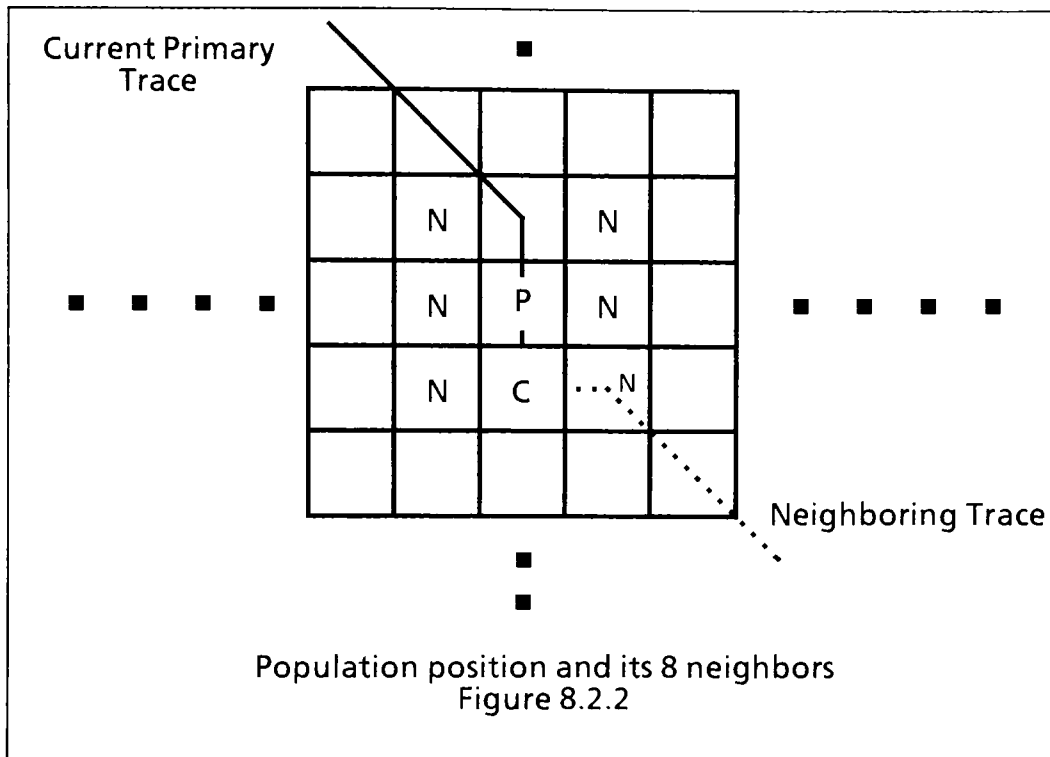 Current Primary
Trace
N N
N P N
N C N
Neighboring Trace
Population position and its 8 neighbors
Figure 8.2.2